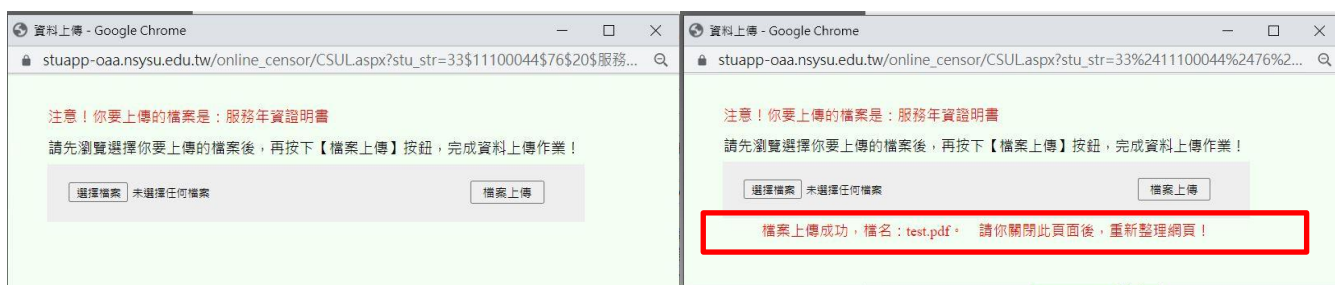 資料上傳 - Google Chrome
stuapp-oaa.nsysu.edu.tw/online_censor/CSUL.aspx?stu_str=33$11100044$76$20$服務...
注意！你要上傳的檔案是：服務年資證明書
請先瀏覽選擇你要上傳的檔案後，再按下【檔案上傳】按鈕，完成資料上傳作業！
選擇檔案 未選擇任何檔案 檔案上傳
資料上傳 - Google Chrome
stuapp-oaa.nsysu.edu.tw/online_censor/CSUL.aspx?stu_str=33%2411100044%2476%2...
注意！你要上傳的檔案是：服務年資證明書
請先瀏覽選擇你要上傳的檔案後，再按下【檔案上傳】按鈕，完成資料上傳作業！
選擇檔案 未選擇任何檔案 檔案上傳
檔案上傳成功，檔名：test.pdf。 請你關閉此頁面後，重新整理網頁！